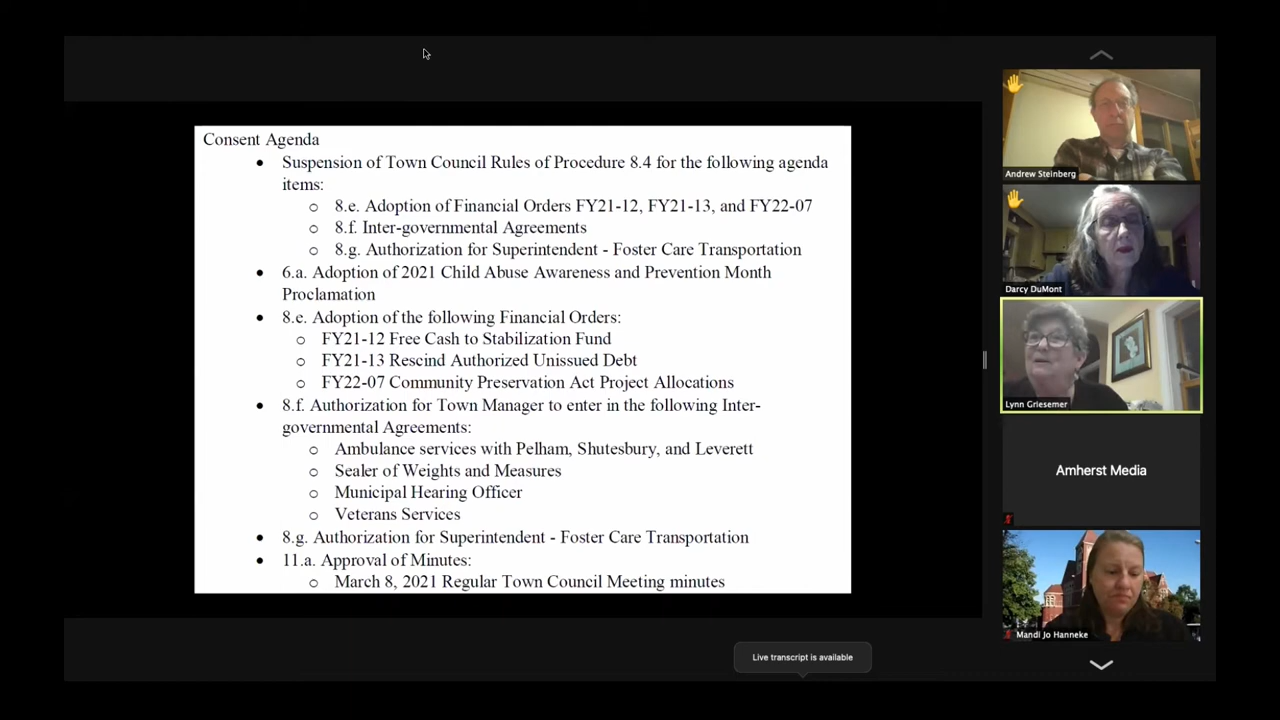 Consent Agenda
• Suspension of Town Council Rules of Procedure 8.4 for the following agenda
items:
o 8.e. Adoption of Financial Orders FY21-12, FY21-13, and FY22-07
o 8.f. Inter-governmental Agreements
o 8.g. Authorization for Superintendent - Foster Care Transportation
• 6.a. Adoption of 2021 Child Abuse Awareness and Prevention Month
Proclamation
• 8.e. Adoption of the following Financial Orders:
o FY21-12 Free Cash to Stabilization Fund
o FY21-13 Rescind Authorized Unissued Debt
o FY22-07 Community Preservation Act Project Allocations
• 8.f. Authorization for Town Manager to enter in the following Inter-
governmental Agreements:
o Ambulance services with Pelham, Shutesbury, and Leverett
o Sealer of Weights and Measures
o Municipal Hearing Officer
o Veterans Services
• 8.g. Authorization for Superintendent - Foster Care Transportation
• 11.a. Approval of Minutes:
o March 8, 2021 Regular Town Council Meeting minutes
Andrew Steinberg
Darcy DuMont
Lynn Griesemer
Amherst Media
Mandi Jo Hanneke
Live transcript is available